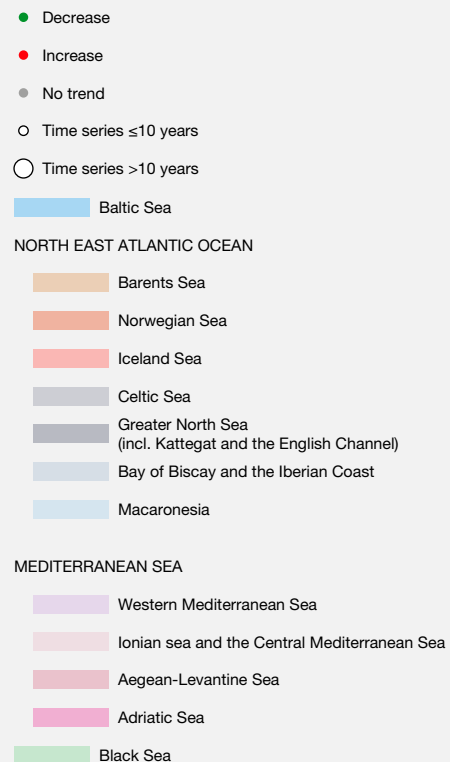 Decrease
Increase
No trend
Time series ≤10 years
Time series >10 years
Baltic Sea
NORTH EAST ATLANTIC OCEAN
Barents Sea
Norwegian Sea
Iceland Sea
Celtic Sea
Greater North Sea
(incl. Kattegat and the English Channel)
Bay of Biscay and the Iberian Coast
Macaronesia
MEDITERRANEAN SEA
Western Mediterranean Sea
Ionian sea and the Central Mediterranean Sea
Aegean-Levantine Sea
Adriatic Sea
Black Sea